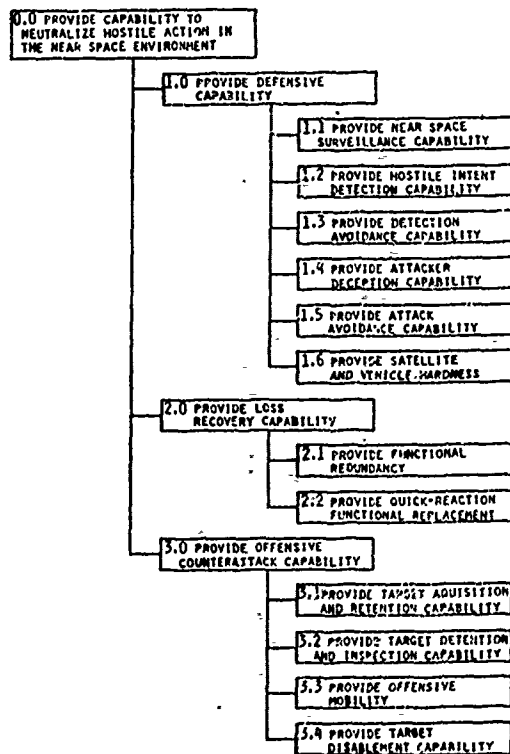 0.0 PROVIDE CAPABILITY TO
NEUTRALIZE HOSTILE ACTION IN
THE NEAR SPACE ENVIRONMENT
1.0 PROVIDE DEFENSIVE
CAPABILITY
1.1 PROVIDE NEAR SPACE
SURVEILLANCE CAPABILITY
1.2 PROVIDE HOSTILE INTENT
DETECTION CAPABILITY
1.3 PROVIDE DETECTION
AVOIDANCE CAPABILITY
1.4 PROVIDE ATTACKER
DECEPTION CAPABILITY
1.5 PROVIDE ATTACK
AVOIDANCE CAPABILITY
1.6 PROVIDE SATELLITE
AND VEHICLE HARDNESS
2.0 PROVIDE LOSS
RECOVERY CAPABILITY
2.1 PROVIDE FUNCTIONAL
REDUNDANCY
2.2 PROVIDE QUICK-REACTION
FUNCTIONAL REPLACEMENT
3.0 PROVIDE OFFENSIVE
COUNTERATTACK CAPABILITY
3.1 PROVIDE TARGET AQUISITION
AND RETENTION CAPABILITY
3.2 PROVIDE TARGET DETENTION
AND INSPECTION CAPABILITY
3.3 PROVIDE OFFENSIVE
MOBILITY
3.4 PROVIDE TARGET
DISABLEMENT CAPABILITY